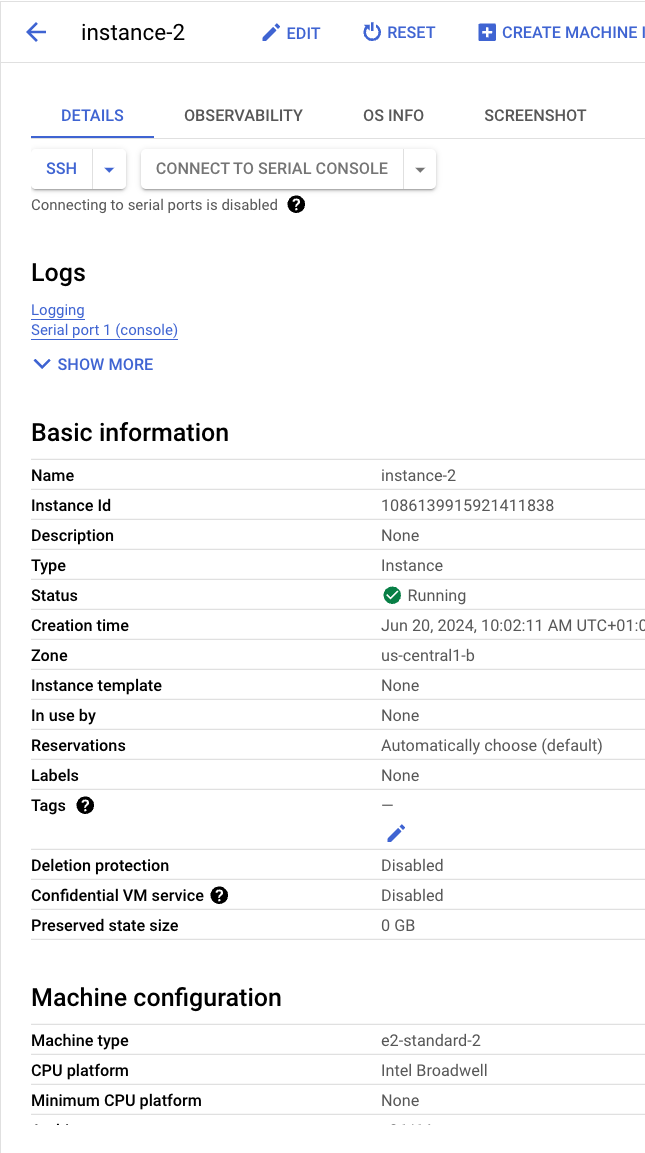 instance-2 EDIT RESET CREATE MACHINE
DETAILS OBSERVABILITY OS INFO SCREENSHOT
SSH CONNECT TO SERIAL CONSOLE
Connecting to serial ports is disabled ?
Logs
Logging
Serial port 1 (console)
SHOW MORE
Basic information
Name instance-2
Instance Id 1086139915921411838
Description None
Type Instance
Status Running
Creation time Jun 20, 2024, 10:02:11 AM UTC+01:0
Zone us-central1-b
Instance template None
In use by None
Reservations Automatically choose (default)
Labels None
Tags ? —
Deletion protection Disabled
Confidential VM service ? Disabled
Preserved state size 0 GB
Machine configuration
Machine type e2-standard-2
CPU platform Intel Broadwell
Minimum CPU platform None